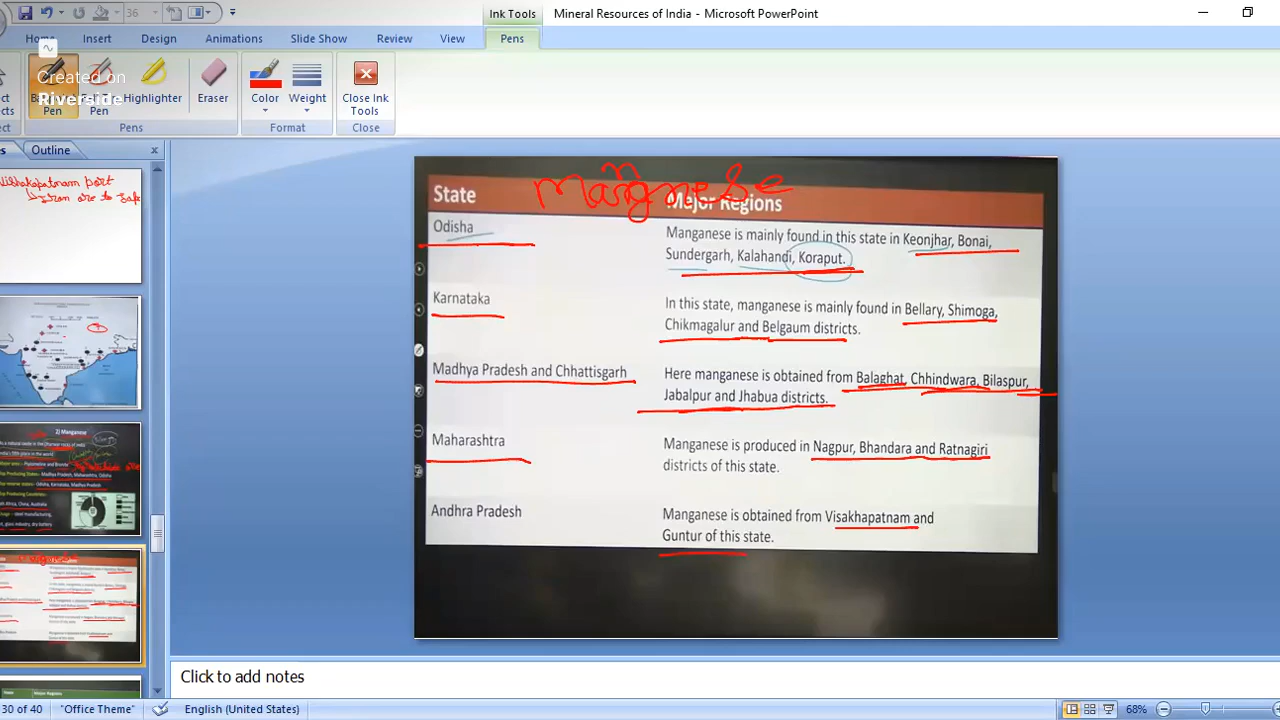 36
Ink Tools
Mineral Resources of India - Microsoft PowerPoint
Home Insert Design Animations Slide Show Review View Pens
Created on
Riverside
Pen Pen Highlighter Eraser Color Weight Close Ink Tools
Pens Format Close
Outline
State Major Regions
Odisha
Manganese is mainly found in this state in Keonjhar, Bonai,
Sundergarh, Kalahandi, Koraput.
Karnataka
In this state, manganese is mainly found in Bellary, Shimoga,
Chikmagalur and Belgaum districts.
Madhya Pradesh and Chhattisgarh
Here manganese is obtained from Balaghat, Chhindwara, Bilaspur,
Jabalpur and Jhabua districts.
Maharashtra
Manganese is produced in Nagpur, Bhandara and Ratnagiri
districts of this state.
Andhra Pradesh
Manganese is obtained from Visakhapatnam and
Guntur of this state.
2) Manganese
Click to add notes
30 of 40
"Office Theme"
English (United States)
68%